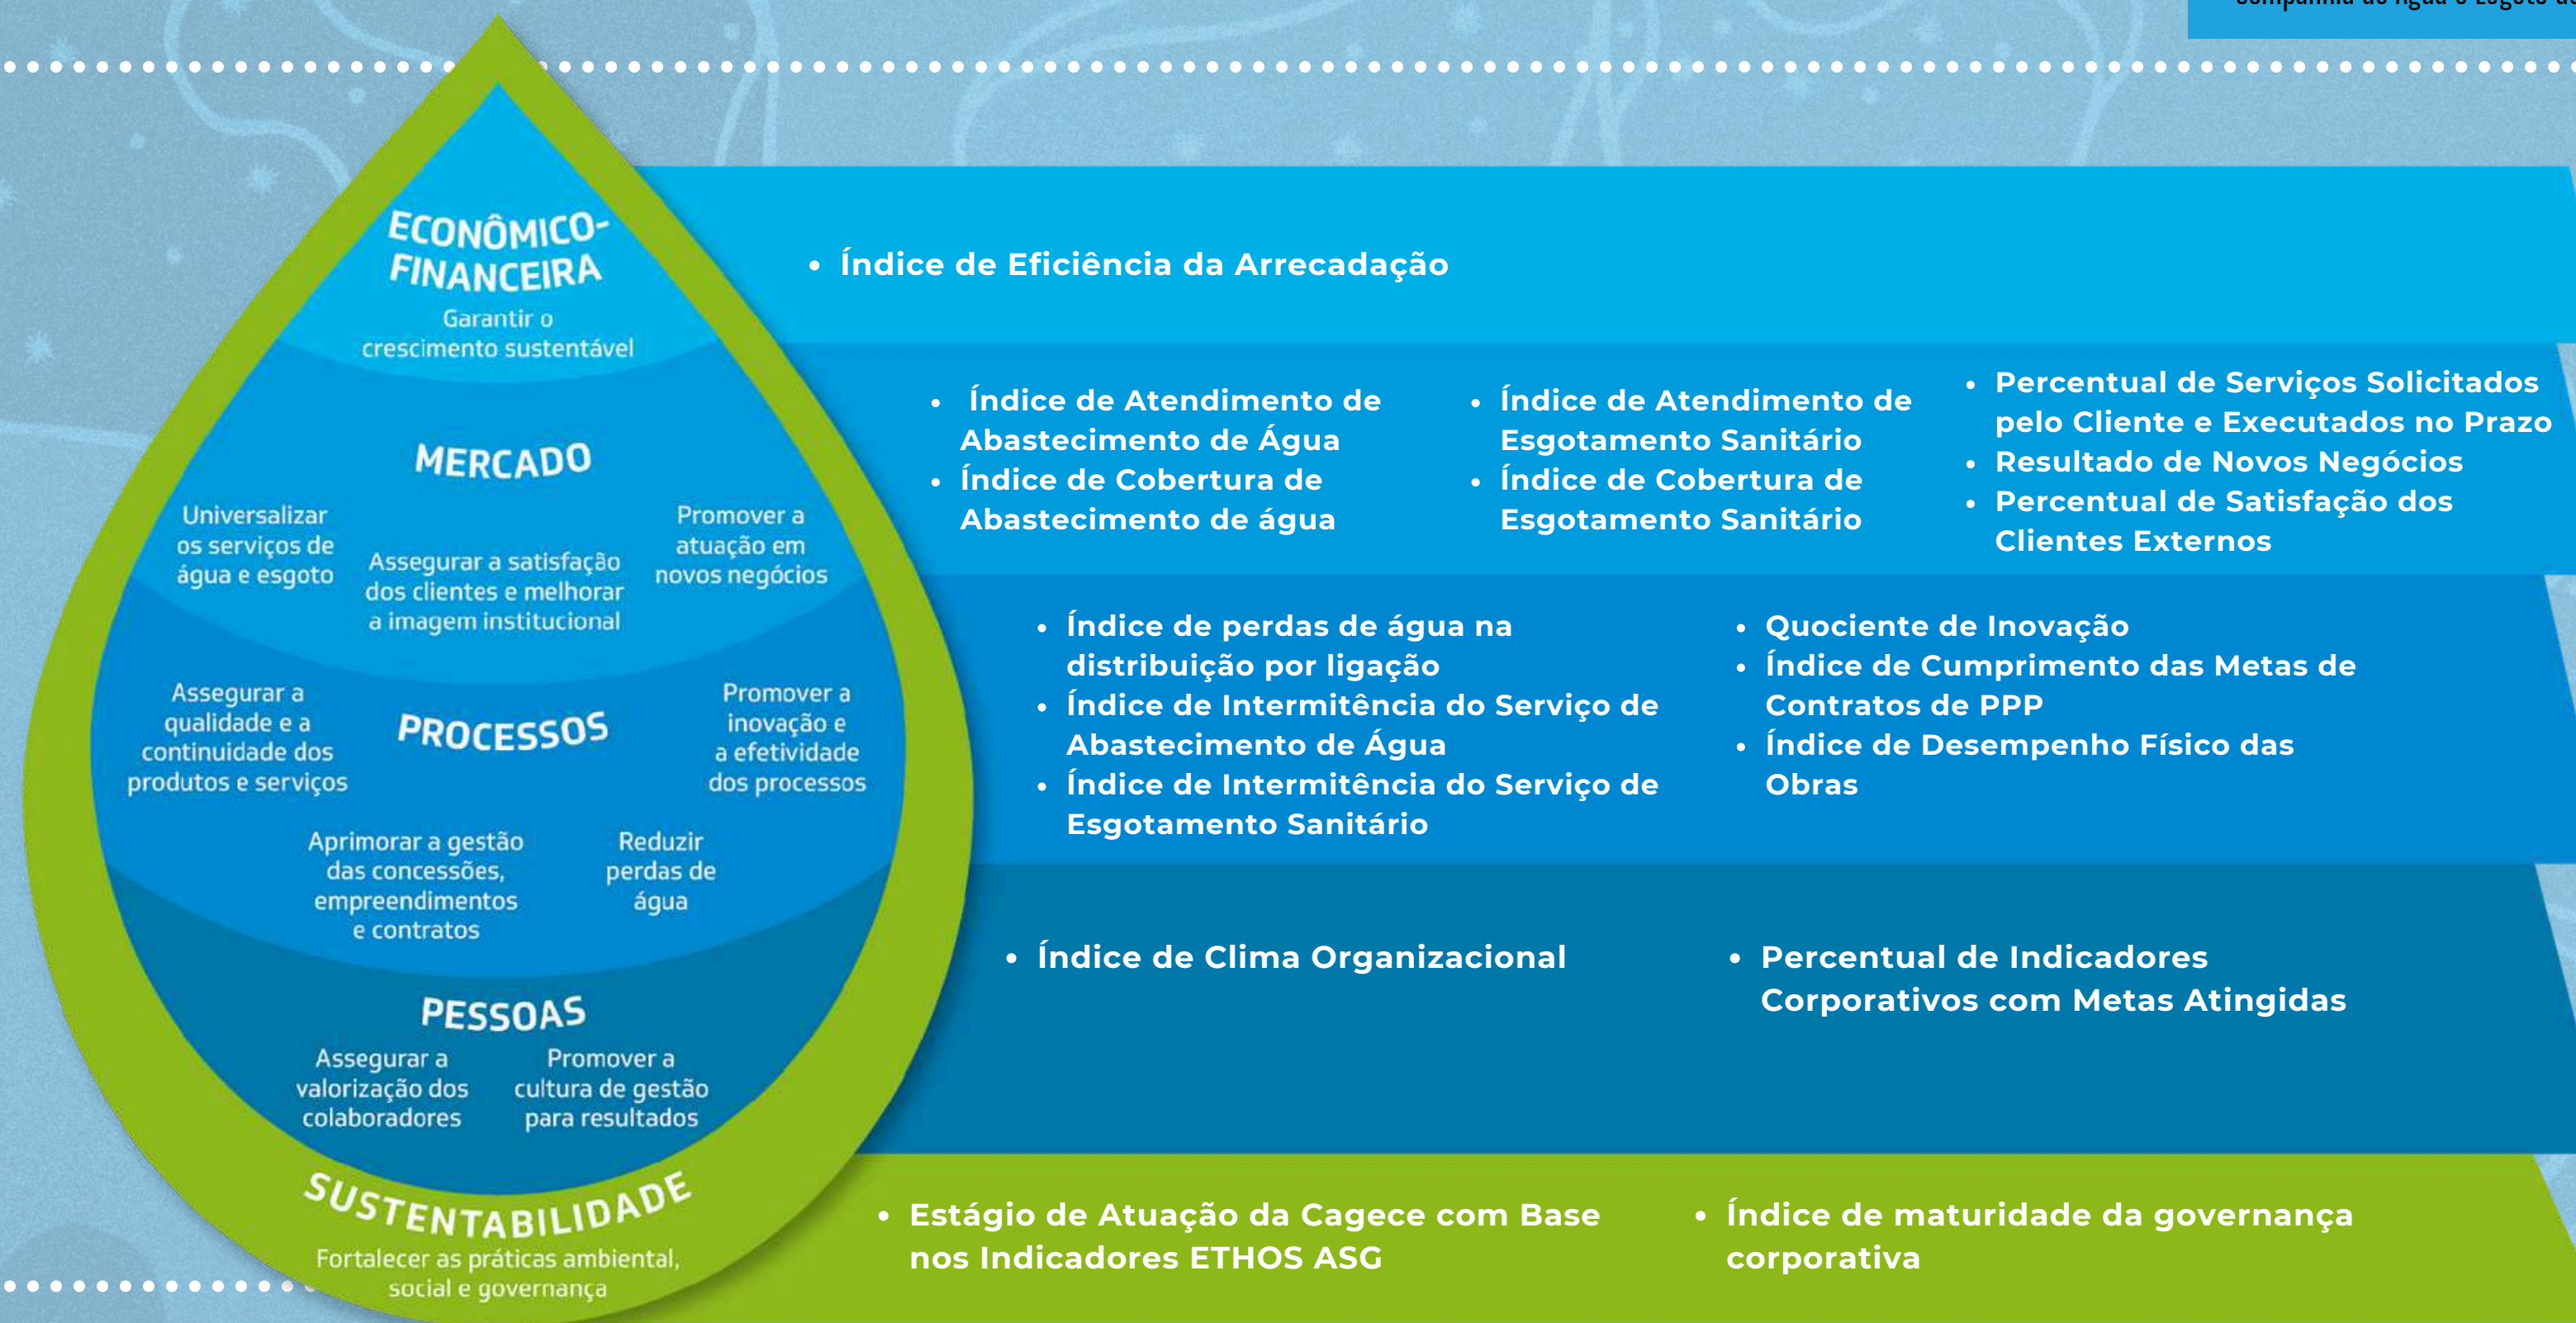 ECONÔMICO-
FINANCEIRA
Garantir o
crescimento sustentável
• Índice de Eficiência da Arrecadação
MERCADO
Universalizar
os serviços de
água e esgoto
Assegurar a satisfação
dos clientes e melhorar
a imagem institucional
Promover a
atuação em
novos negócios
• Índice de Atendimento de
Abastecimento de Água
• Índice de Cobertura de
Abastecimento de água
• Índice de Atendimento de
Esgotamento Sanitário
• Índice de Cobertura de
Esgotamento Sanitário
• Percentual de Serviços Solicitados
pelo Cliente e Executados no Prazo
• Resultado de Novos Negócios
• Percentual de Satisfação dos
Clientes Externos
PROCESSOS
Assegurar a
qualidade e a
continuidade dos
produtos e serviços
Promover a
inovação e
a efetividade
dos processos
Aprimorar a gestão
das concessões,
empreendimentos
e contratos
Reduzir
perdas de
água
• Índice de perdas de água na
distribuição por ligação
• Índice de Intermitência do Serviço de
Abastecimento de Água
• Índice de Intermitência do Serviço de
Esgotamento Sanitário
• Quociente de Inovação
• Índice de Cumprimento das Metas de
Contratos de PPP
• Índice de Desempenho Físico das
Obras
PESSOAS
Assegurar a
valorização dos
colaboradores
Promover a
cultura de gestão
para resultados
• Índice de Clima Organizacional
• Percentual de Indicadores
Corporativos com Metas Atingidas
SUSTENTABILIDADE
Fortalecer as práticas ambiental,
social e governança
• Estágio de Atuação da Cagece com Base
nos Indicadores ETHOS ASG
• Índice de maturidade da governança
corporativa